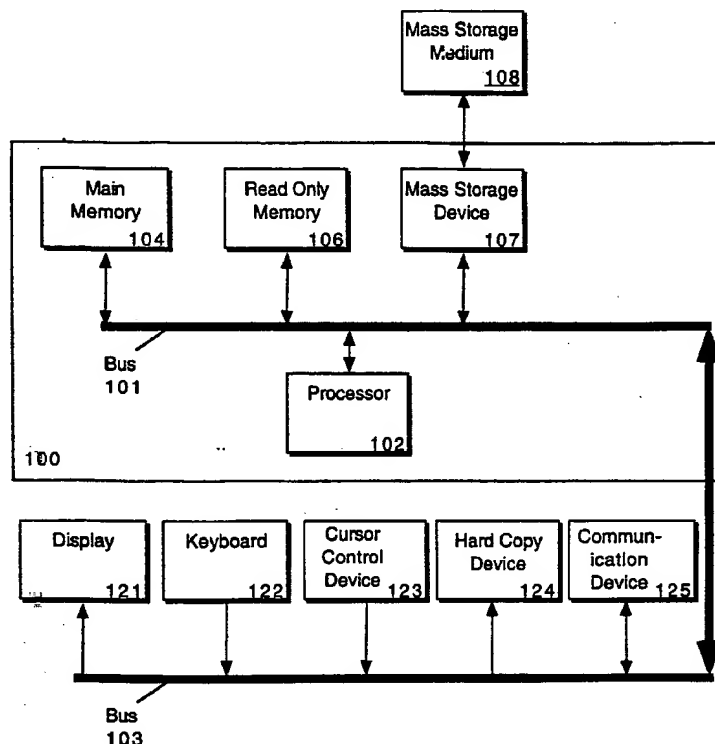 Mass Storage
Medium
108
Main
Memory
104
Read Only
Memory
106
Mass Storage
Device
107
Bus
101
Processor
102
100
Display
121
Keyboard
122
Cursor
Control
Device
123
Hard Copy
Device
124
Commun-
ication
Device
125
Bus
103